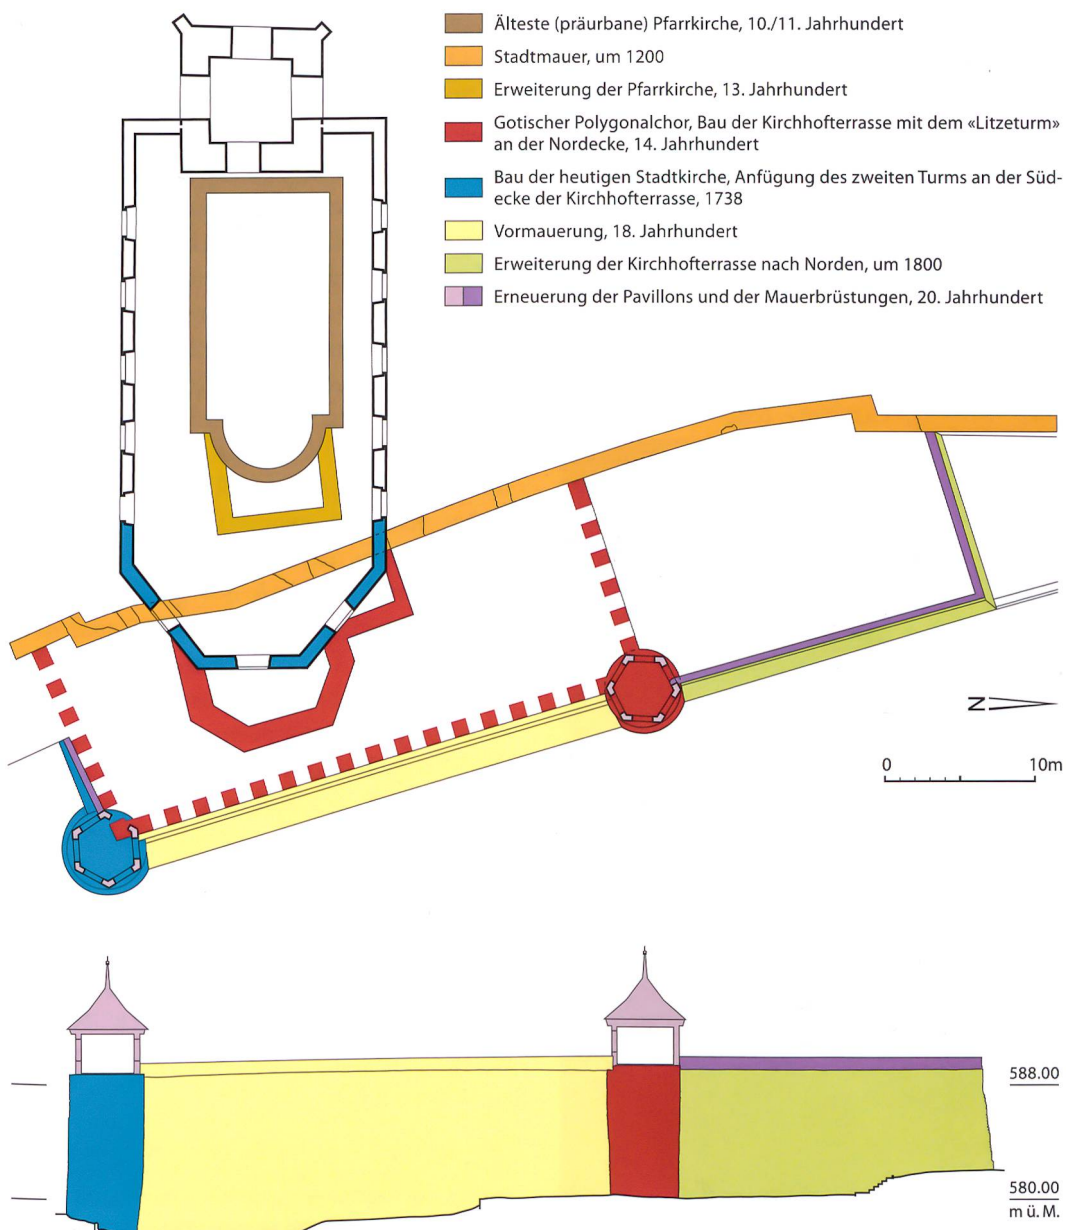 Älteste (präurbane) Pfarrkirche, 10./11. Jahrhundert
Stadtmauer, um 1200
Erweiterung der Pfarrkirche, 13. Jahrhundert
Gotischer Polygonalchor, Bau der Kirchhofterrasse mit dem «Litzeturm»
an der Nordecke, 14. Jahrhundert
Bau der heutigen Stadtkirche, Anfügung des zweiten Turms an der Süd-
ecke der Kirchhofterrasse, 1738
Vormauerung, 18. Jahrhundert
Erweiterung der Kirchhofterrasse nach Norden, um 1800
Erneuerung der Pavillons und der Mauerbrüstungen, 20. Jahrhundert
N
0 10m
588.00
580.00
m ü. M.